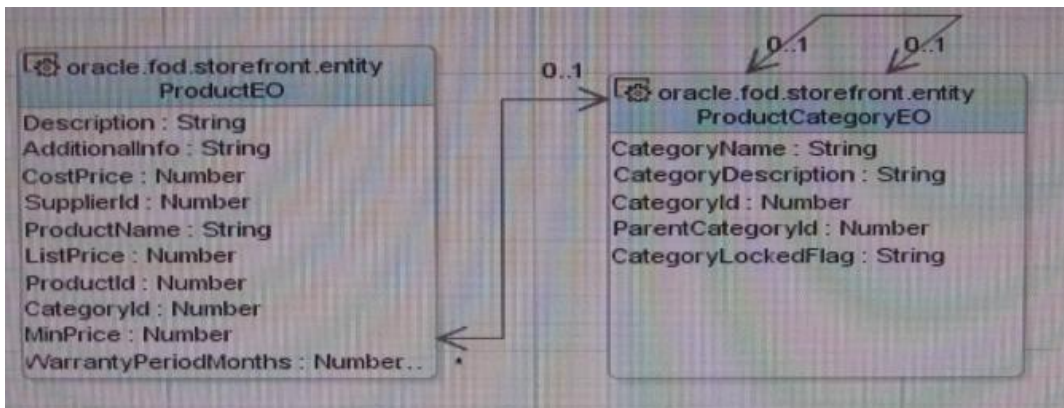 oracle.fod.storefront.entity
ProductEO
Description : String
AdditionalInfo : String
CostPrice : Number
SupplierId : Number
ProductName : String
ListPrice : Number
ProductId : Number
CategoryId : Number
MinPrice : Number
WarrantyPeriodMonths : Number..
0..1
*
0..1
0..1
oracle.fod.storefront.entity
ProductCategoryEO
CategoryName : String
CategoryDescription : String
CategoryId : Number
ParentCategoryId : Number
CategoryLockedFlag : String